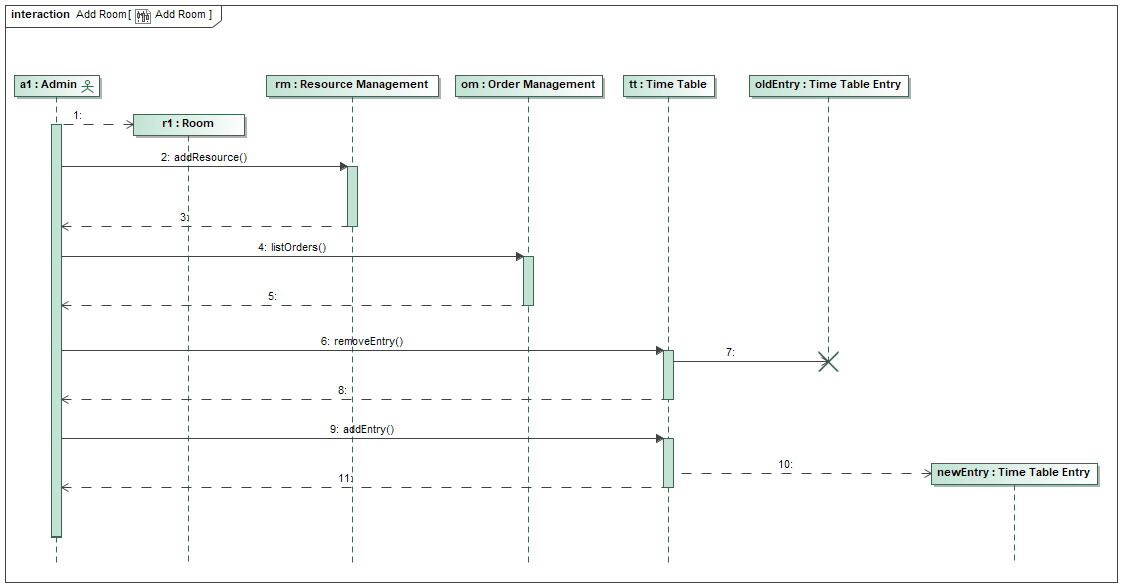 interaction Add Room [ Add Room ]
a1 : Admin
rm : Resource Management
om : Order Management
tt : Time Table
oldEntry : Time Table Entry
1:
r1 : Room
2: addResource()
3:
4: listOrders()
5:
6: removeEntry()
7:
8:
9: addEntry()
10:
newEntry : Time Table Entry
11: